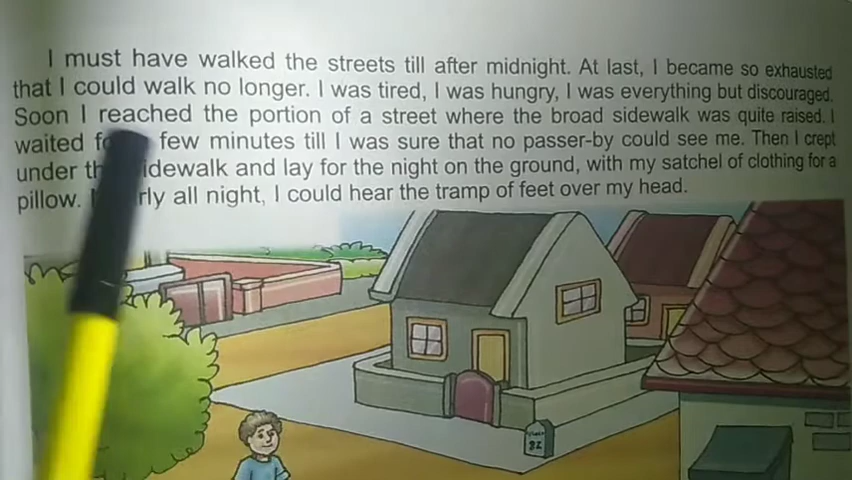 I must have walked the streets till after midnight. At last, I became so exhausted
that I could walk no longer. I was tired, I was hungry, I was everything but discouraged.
Soon I reached the portion of a street where the broad sidewalk was quite raised. I
waited few minutes till I was sure that no passer-by could see me. Then I crept
under sidewalk and lay for the night on the ground, with my satchel of clothing for a
pillow. all night, I could hear the tramp of feet over my head.
82